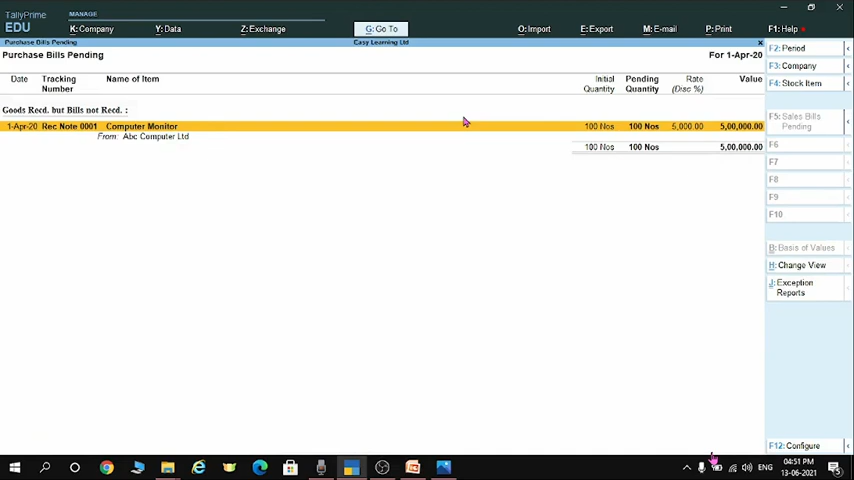 TallyPrime
EDU
MANAGE
K: Company
Y: Data
Z: Exchange
G: Go To
O: Import
E: Export
M: E-mail
P: Print
F1: Help
Purchase Bills Pending
Easy Learning Ltd
x
Purchase Bills Pending
For 1-Apr-20
Date Tracking Name of Item Initial Pending Rate Value
Number Quantity Quantity (Disc %)
Goods Recd. but Bills not Recd. :
1-Apr-20 Rec Note 0001 Computer Monitor 100 Nos 100 Nos 5,000.00 5,00,000.00
From: Abc Computer Ltd
100 Nos 100 Nos 5,00,000.00
F2: Period
F3: Company
F4: Stock Item
F5: Sales Bills
Pending
F6
F7
F8
F9
F10
B: Basis of Values
H: Change View
J: Exception
Reports
F12: Configure
ENG
04:51 PM
13-06-2021
5